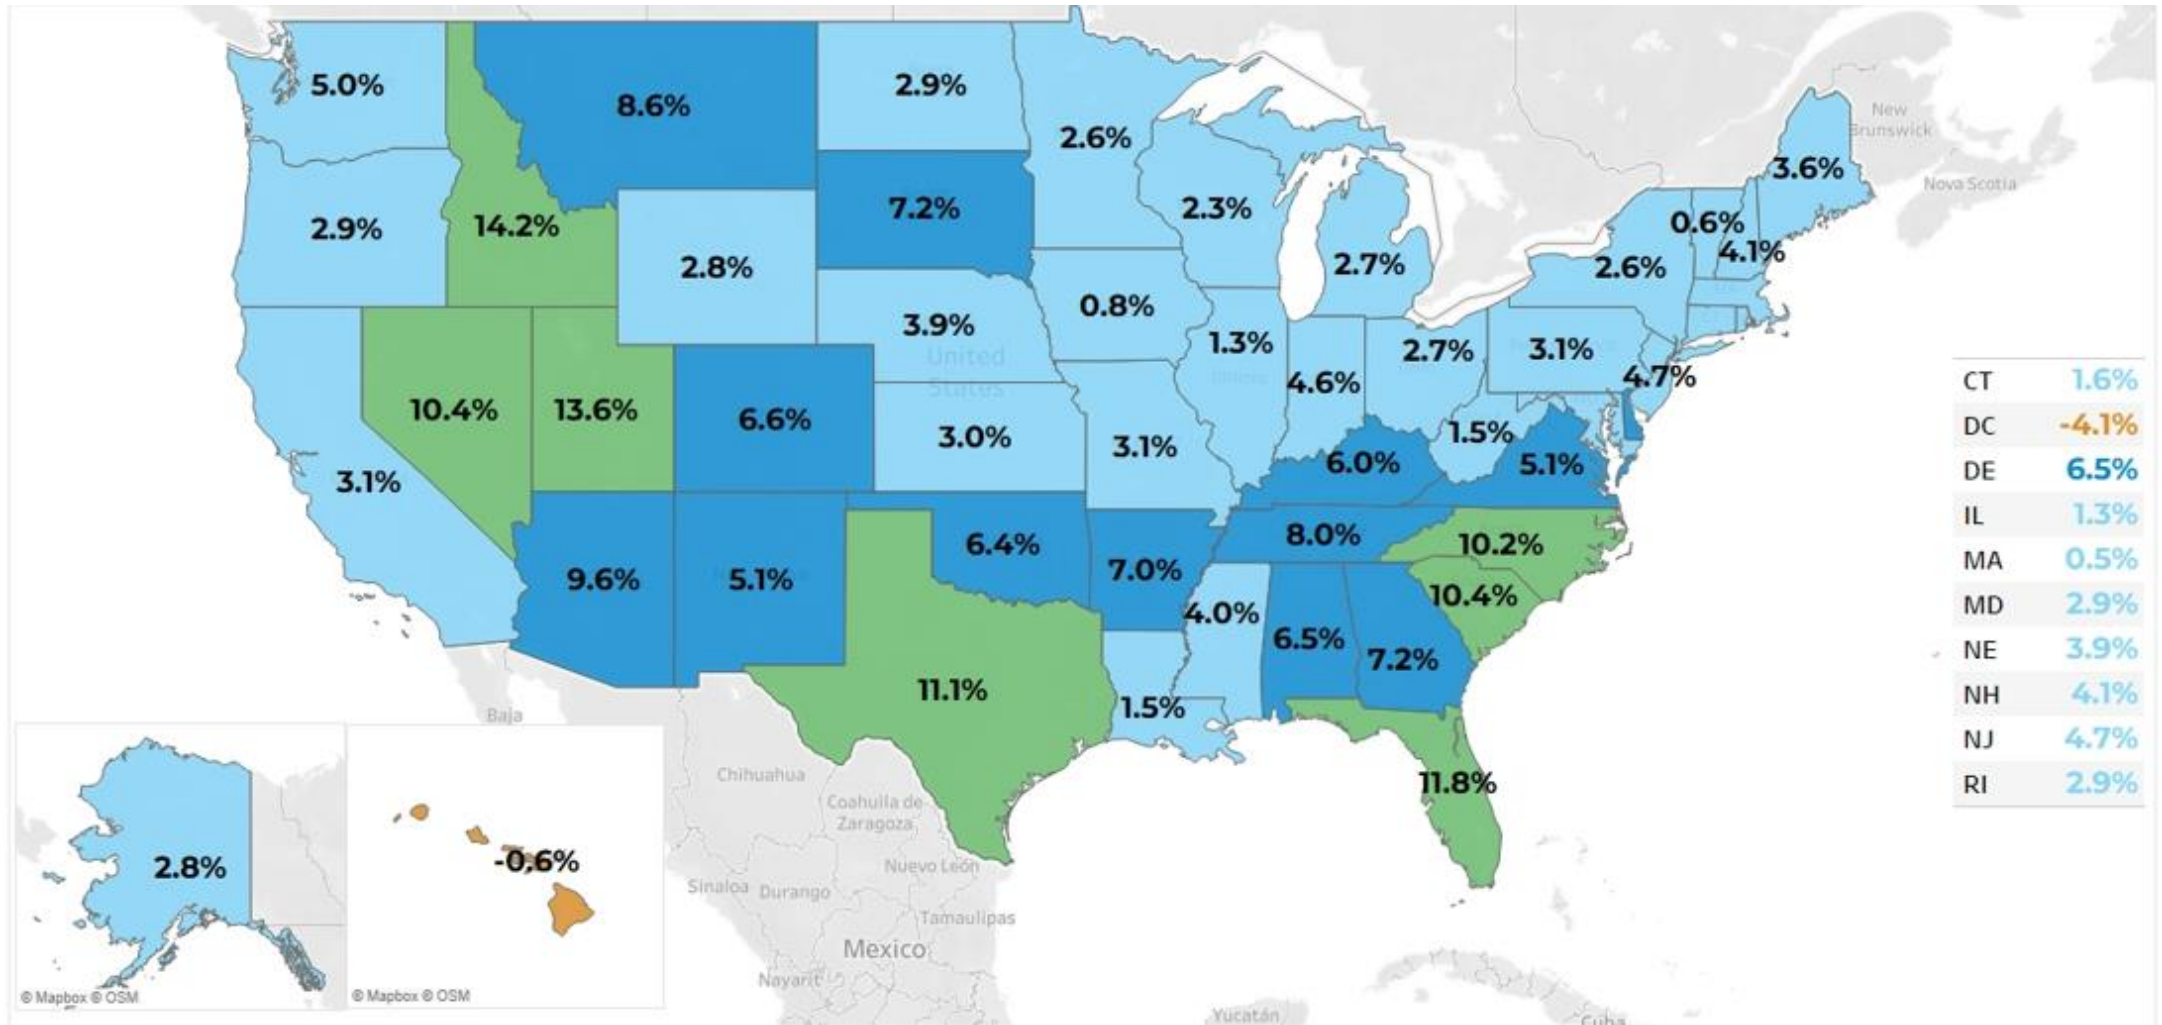 5.0%
8.6%
2.9%
2.6%
New
Brunswick
3.6%
Nova Scotia
2.9%
14.2%
7.2%
2.3%
0.6%
4.1%
2.8%
2.7%
2.6%
3.9%
0.8%
United
States
1.3%
2.7%
3.1%
4.6%
4.7%
10.4%
13.6%
6.6%
3.0%
3.1%
1.5%
6.0%
5.1%
3.1%
6.4%
8.0%
10.2%
9.6%
5.1%
7.0%
10.4%
4.0%
6.5%
7.2%
11.1%
1.5%
11.8%
CT 1.6%
DC -4.1%
DE 6.5%
IL 1.3%
MA 0.5%
MD 2.9%
NE 3.9%
NH 4.1%
NJ 4.7%
RI 2.9%
Baja
Chihuahua
Coahuila de
Zaragoza
Nuevo León
Sinaloa
Durango
Tamaulipas
Mexico
Nayarit
Yucatán
Cuba
2.8%
© Mapbox © OSM
-0.6%
© Mapbox © OSM